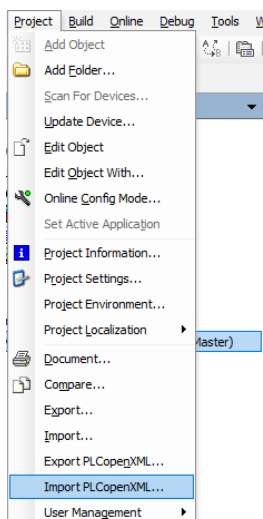 Project Build Online Debug Tools
Add Object
Add Folder...
Scan For Devices...
Update Device...
Edit Object
Edit Object With...
Online Config Mode...
Set Active Application
Project Information...
Project Settings...
Project Environment...
Project Localization
Master)
Document...
Compare...
Export...
Import...
Export PLCopenXML...
Import PLCopenXML...
User Management